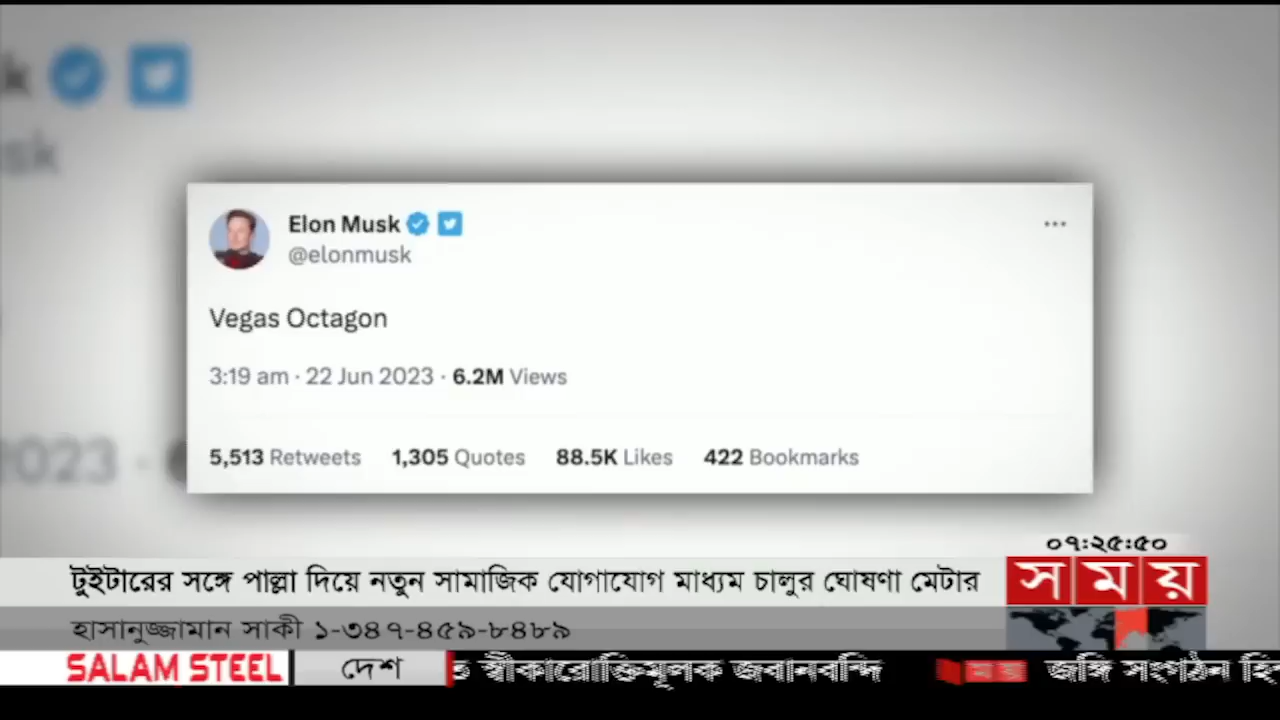 k
sk
2023 ·
Elon Musk
@elonmusk
...
Vegas Octagon
3:19 am · 22 Jun 2023 · 6.2M Views
5,513 Retweets 1,305 Quotes 88.5K Likes 422 Bookmarks
০৭:২৫:৫০
টুইটারের সঙ্গে পাল্লা দিয়ে নতুন সামাজিক যোগাযোগ মাধ্যম চালুর ঘোষণা মেটার
সময়
হাসানুজ্জামান সাকী ১-৩৪৭-৪৫৯-৮৪৮৯
SALAM STEEL দেশ ত স্বীকারোক্তিমূলক জবানবন্দি জঙ্গি সংগঠন হি